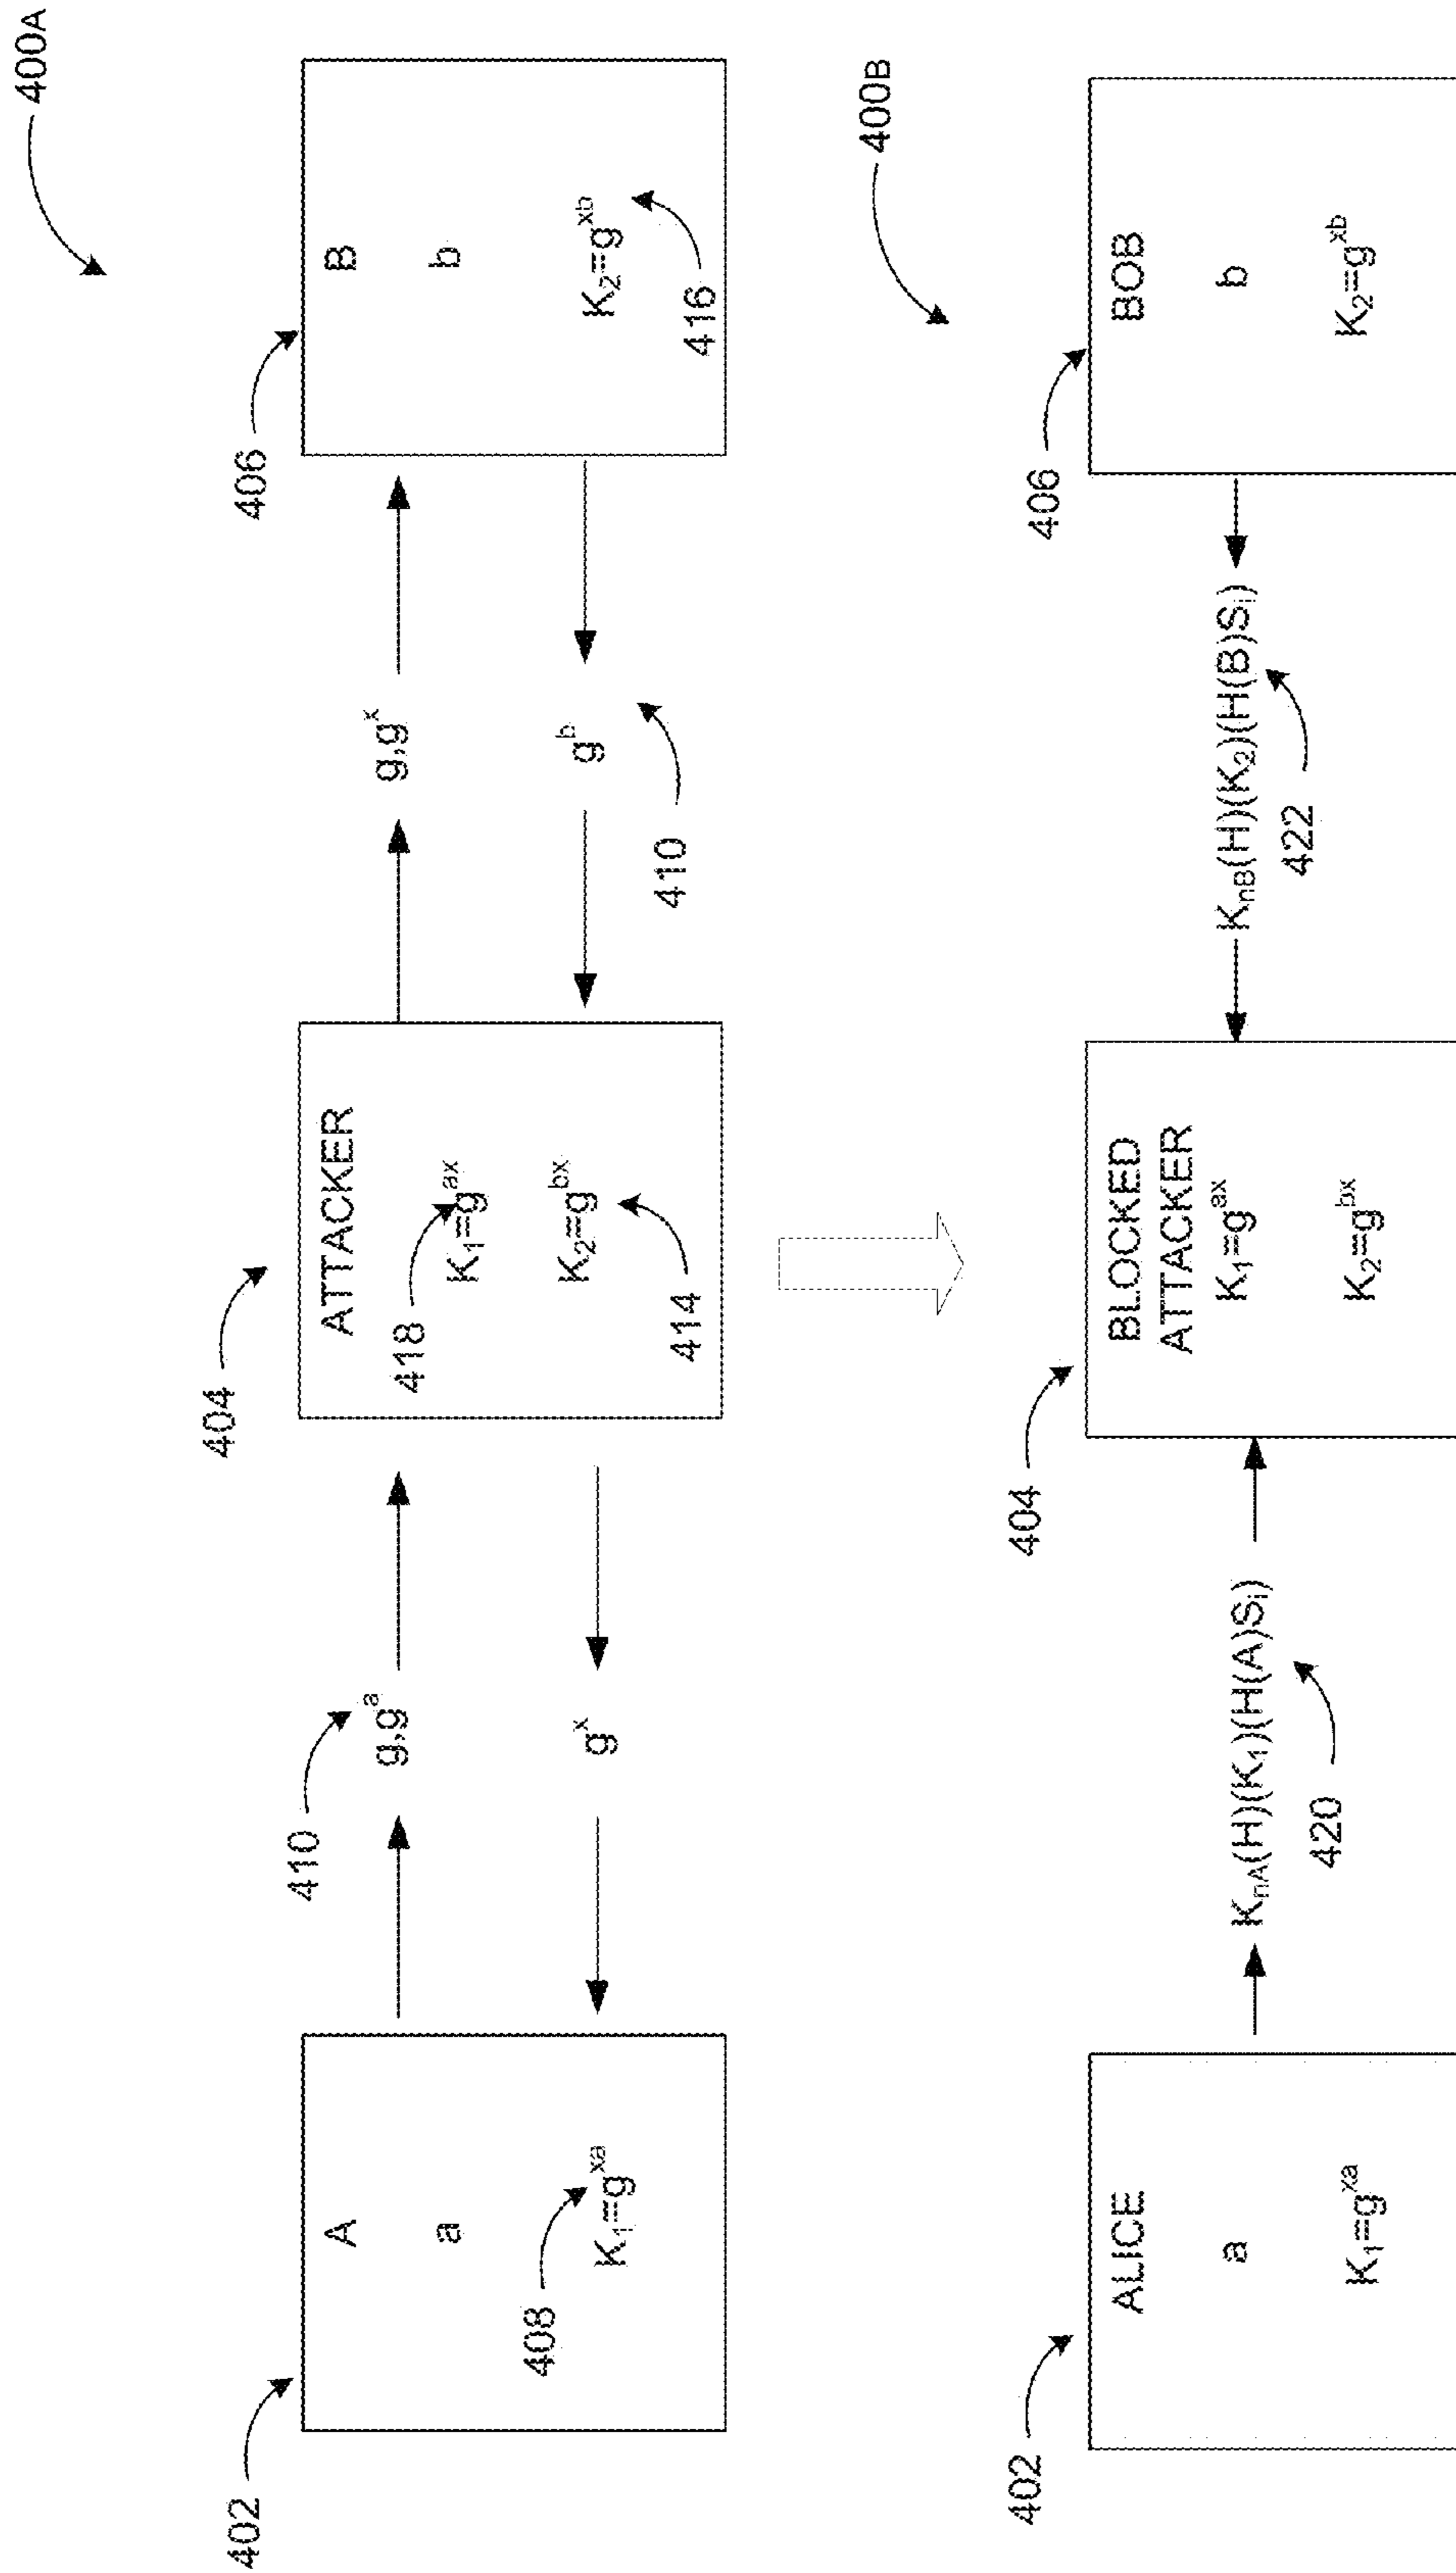 400A
402
A
a
408
K₁=gˣᵃ
410
g,gᵃ
gˣ
404
ATTACKER
418
K₁=gᵃˣ
K₂=gᵇˣ
414
g,gˣ
gᵇ
410
406
B
b
K₂=gˣᵇ
416
400B
402
ALICE
a
K₁=gˣᵃ
KₙA(H)(K₁)(H(A)Sᵢ)
420
404
BLOCKED
ATTACKER
K₁=gᵃˣ
K₂=gᵇˣ
KₙB(H)(K₂)(H(B)Sᵢ)
422
406
BOB
b
K₂=gˣᵇ